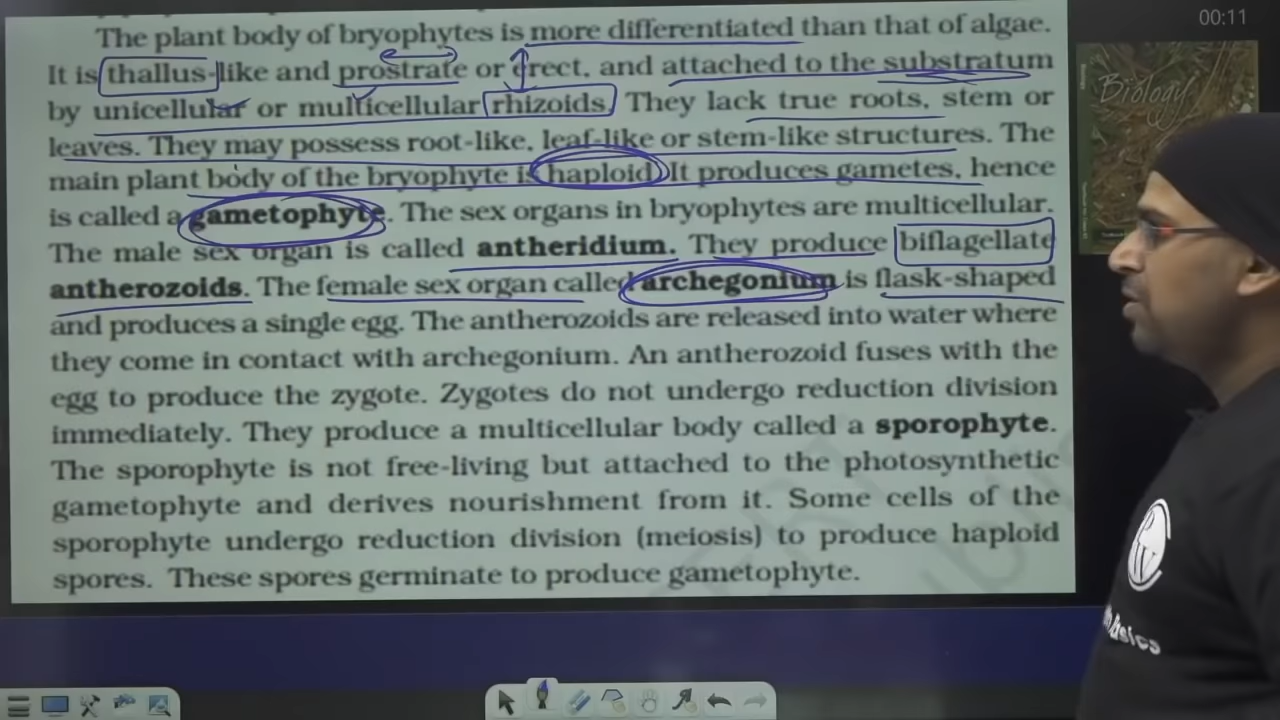 The plant body of bryophytes is more differentiated than that of algae.
It is thallus-like and prostrate or erect, and attached to the substratum
by unicellular or multicellular rhizoids. They lack true roots, stem or
leaves. They may possess root-like, leaf-like or stem-like structures. The
main plant body of the bryophyte is haploid. It produces gametes, hence
is called a gametophyte. The sex organs in bryophytes are multicellular.
The male sex organ is called antheridium. They produce biflagellate
antherozoids. The female sex organ called archegonium is flask-shaped
and produces a single egg. The antherozoids are released into water where
they come in contact with archegonium. An antherozoid fuses with the
egg to produce the zygote. Zygotes do not undergo reduction division
immediately. They produce a multicellular body called a sporophyte.
The sporophyte is not free-living but attached to the photosynthetic
gametophyte and derives nourishment from it. Some cells of the
sporophyte undergo reduction division (meiosis) to produce haploid
spores. These spores germinate to produce gametophyte.
00:11
Biology